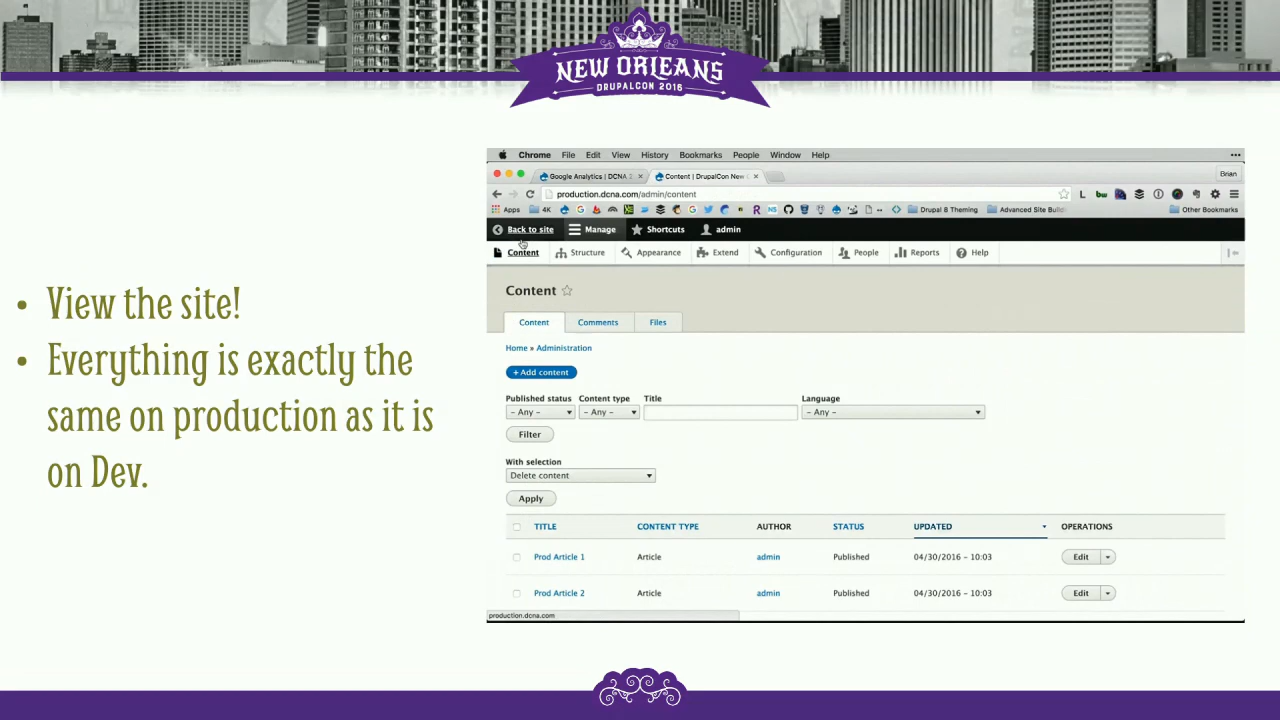 NEW ORLEANS
DRUPALCON 2016
• View the site!
• Everything is exactly the
same on production as it is
on Dev.
Chrome File Edit View History Bookmarks People Window Help
Google Analytics | DCNA 2 Content | DrupalCon New O Brian
production.dcna.com/admin/content
Apps 4K Drupal 8 Theming Advanced Site Build Other Bookmarks
Back to site Manage Shortcuts admin
Content Structure Appearance Extend Configuration People Reports Help
Content
Content Comments Files
Home » Administration
+ Add content
Published status Content type Title Language
- Any - - Any - - Any -
Filter
With selection
Delete content
Apply
TITLE CONTENT TYPE AUTHOR STATUS UPDATED OPERATIONS
Prod Article 1 Article admin Published 04/30/2016 - 10:03 Edit
Prod Article 2 Article admin Published 04/30/2016 - 10:03 Edit
production.dcna.com